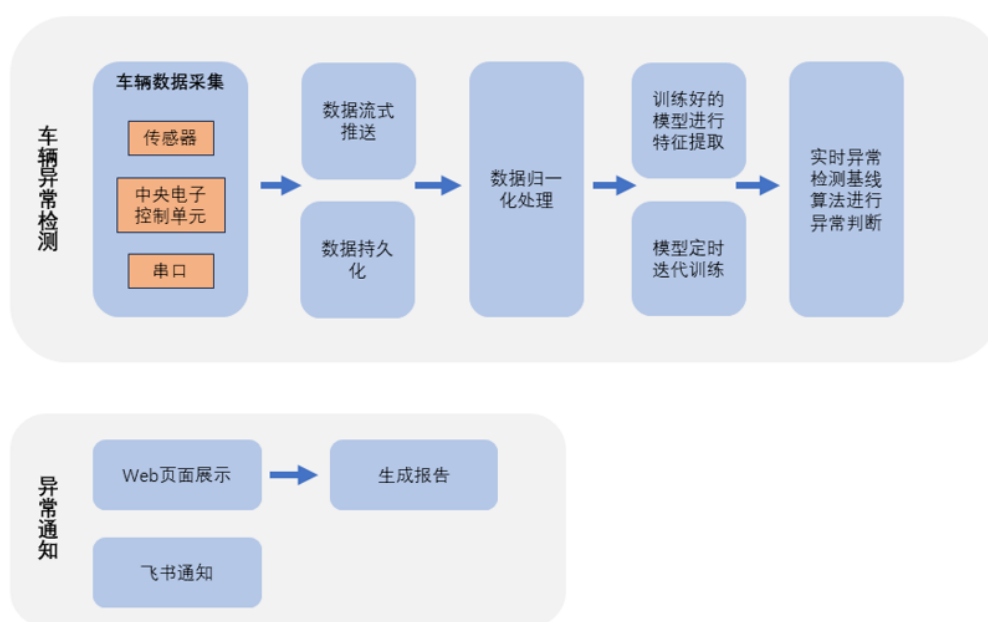 车辆异常检测
车辆数据采集
传感器
中央电子
控制单元
串口
数据流式
推送
数据持久
化
数据归一
化处理
训练好的
模型进行
特征提取
模型定时
迭代训练
实时异常
检测基线
算法进行
异常判断
异常通知
Web页面展示
生成报告
飞书通知